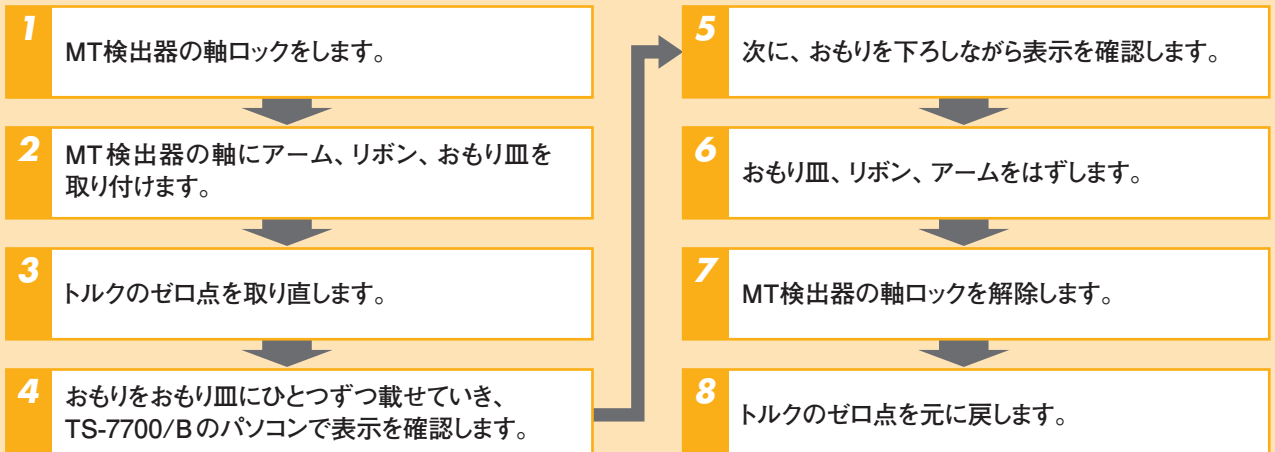 1
MT検出器の軸ロックをします。
2
MT検出器の軸にアーム、リボン、おもり皿を
取り付けます。
3
トルクのゼロ点を取り直します。
4
おもりをおもり皿にひとつずつ載せていき、
TS-7700/Bのパソコンで表示を確認します。
5
次に、おもりを下ろしながら表示を確認します。
6
おもり皿、リボン、アームをはずします。
7
MT検出器の軸ロックを解除します。
8
トルクのゼロ点を元に戻します。